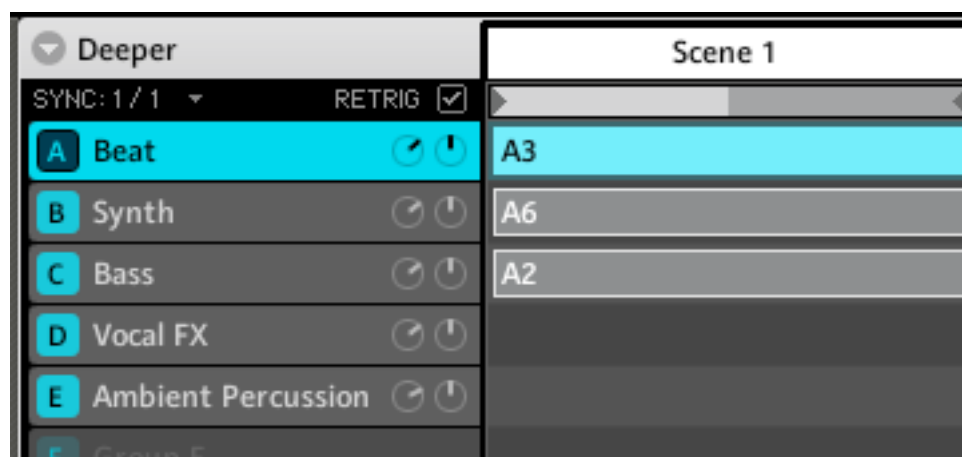 Deeper
Scene 1
SYNC: 1 / 1 RETRIG
A Beat A3
B Synth A6
C Bass A2
D Vocal FX
E Ambient Percussion